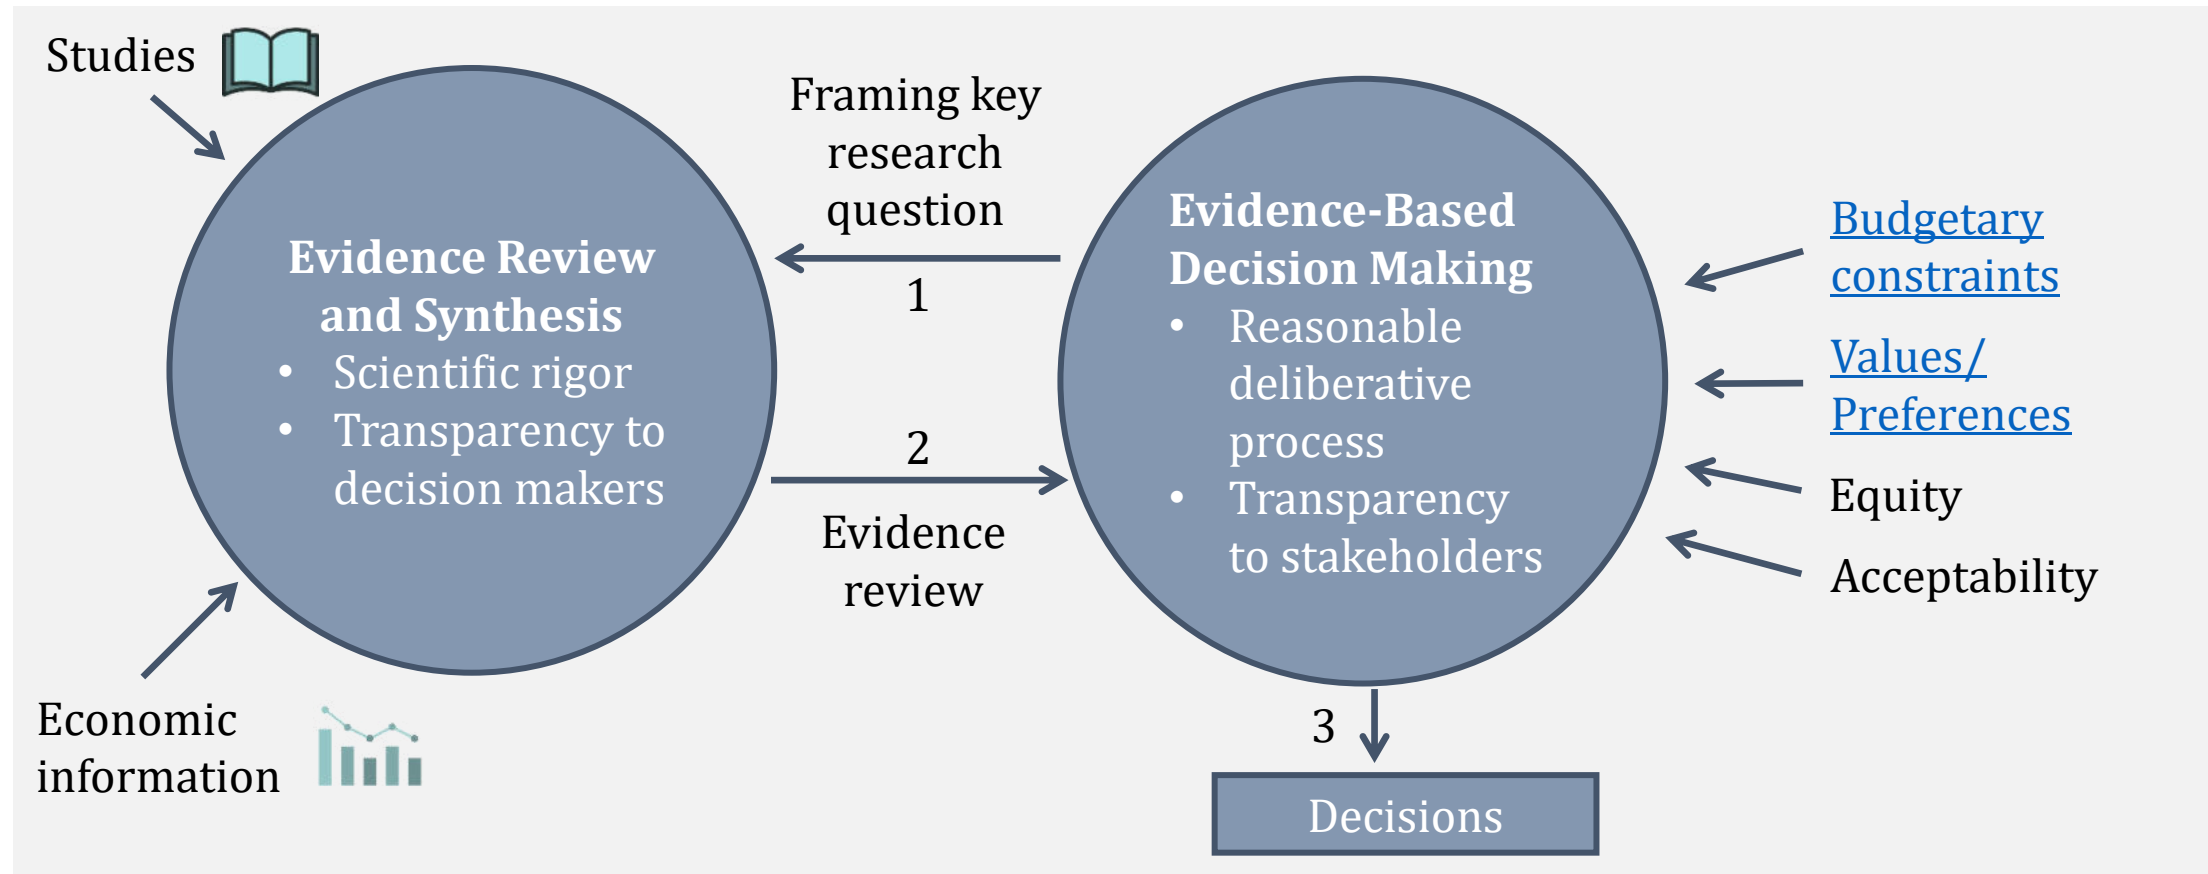 Studies
Evidence Review
and Synthesis
• Scientific rigor
• Transparency to
decision makers
Economic
information
Framing key
research
question
1
2
Evidence
review
Evidence-Based
Decision Making
• Reasonable
deliberative
process
• Transparency
to stakeholders
Budgetary
constraints
Values/
Preferences
Equity
Acceptability
3
Decisions